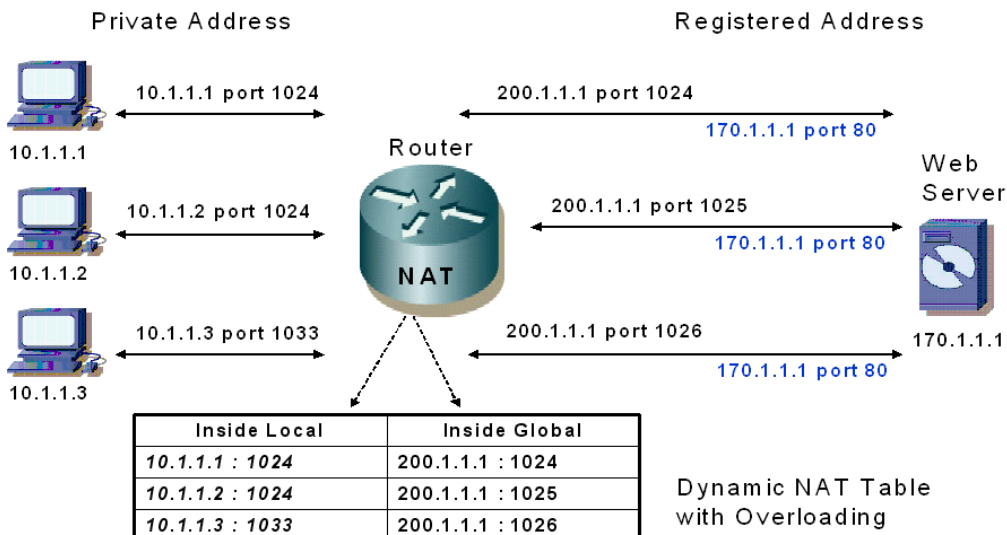 Private Address
Registered Address
10.1.1.1 port 1024
200.1.1.1 port 1024
170.1.1.1 port 80
10.1.1.1
Router
Web
Server
10.1.1.2 port 1024
200.1.1.1 port 1025
170.1.1.1 port 80
10.1.1.2
NAT
10.1.1.3 port 1033
200.1.1.1 port 1026
170.1.1.1
170.1.1.1 port 80
10.1.1.3
Inside Local Inside Global
10.1.1.1 : 1024 200.1.1.1 : 1024
10.1.1.2 : 1024 200.1.1.1 : 1025
10.1.1.3 : 1033 200.1.1.1 : 1026
Dynamic NAT Table
with Overloading